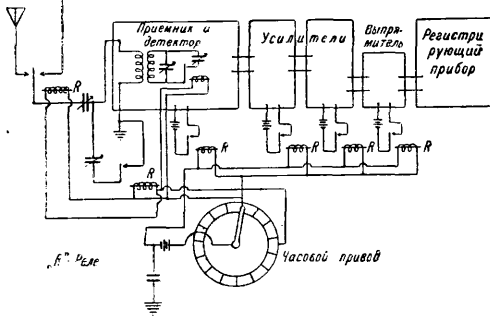 Приемник и
детектор
Усилители
Выпря-
митель
Регистри
рующий
прибор
R
R
R
R
R
R
Часовой привод
„R" Реле